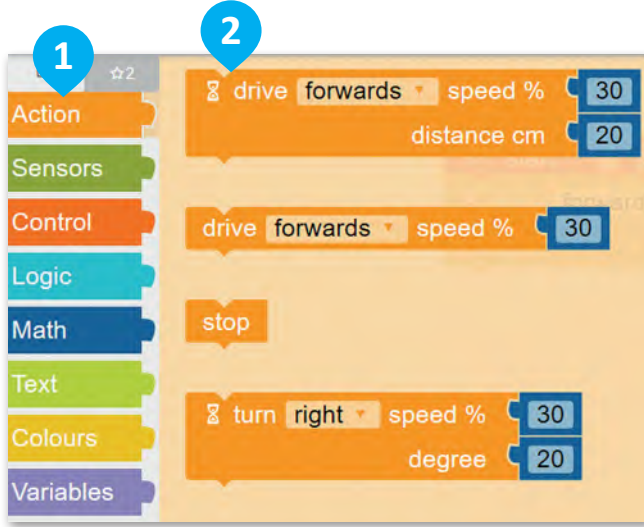 1
2
☆2
Action
Sensors
Control
Logic
Math
Text
Colours
Variables
drive forwards speed % 30
distance cm 20
drive forwards speed % 30
stop
turn right speed % 30
degree 20